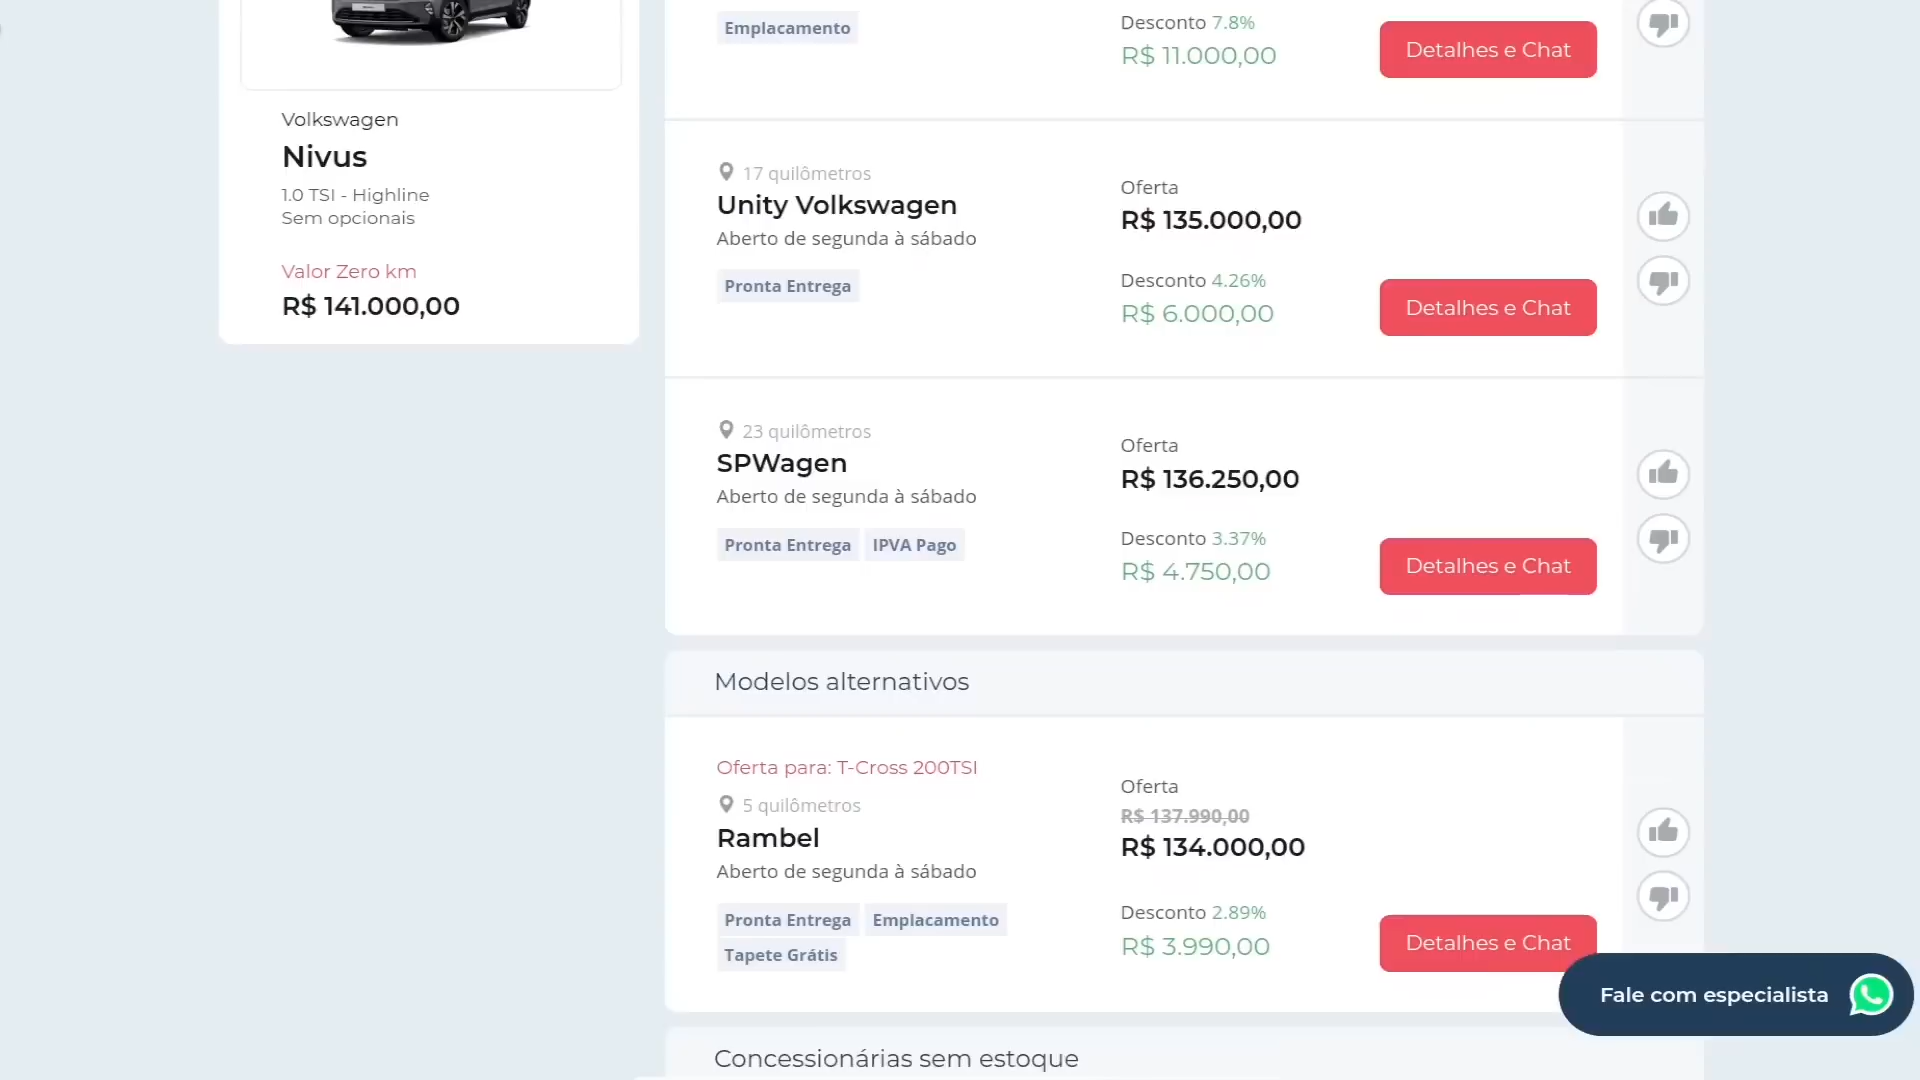 Volkswagen
Nivus
1.0 TSI - Highline
Sem opcionais
Valor Zero km
R$ 141.000,00
Emplacamento
Desconto 7.8%
R$ 11.000,00
Detalhes e Chat
17 quilômetros
Unity Volkswagen
Aberto de segunda à sábado
Pronta Entrega
Oferta
R$ 135.000,00
Desconto 4.26%
R$ 6.000,00
Detalhes e Chat
23 quilômetros
SPWagen
Aberto de segunda à sábado
Pronta Entrega IPVA Pago
Oferta
R$ 136.250,00
Desconto 3.37%
R$ 4.750,00
Detalhes e Chat
Modelos alternativos
Oferta para: T-Cross 200TSI
5 quilômetros
Rambel
Aberto de segunda à sábado
Pronta Entrega Emplacamento
Tapete Grátis
Oferta
R$ 137.990,00
R$ 134.000,00
Desconto 2.89%
R$ 3.990,00
Detalhes e Chat
Fale com especialista
Concessionárias sem estoque